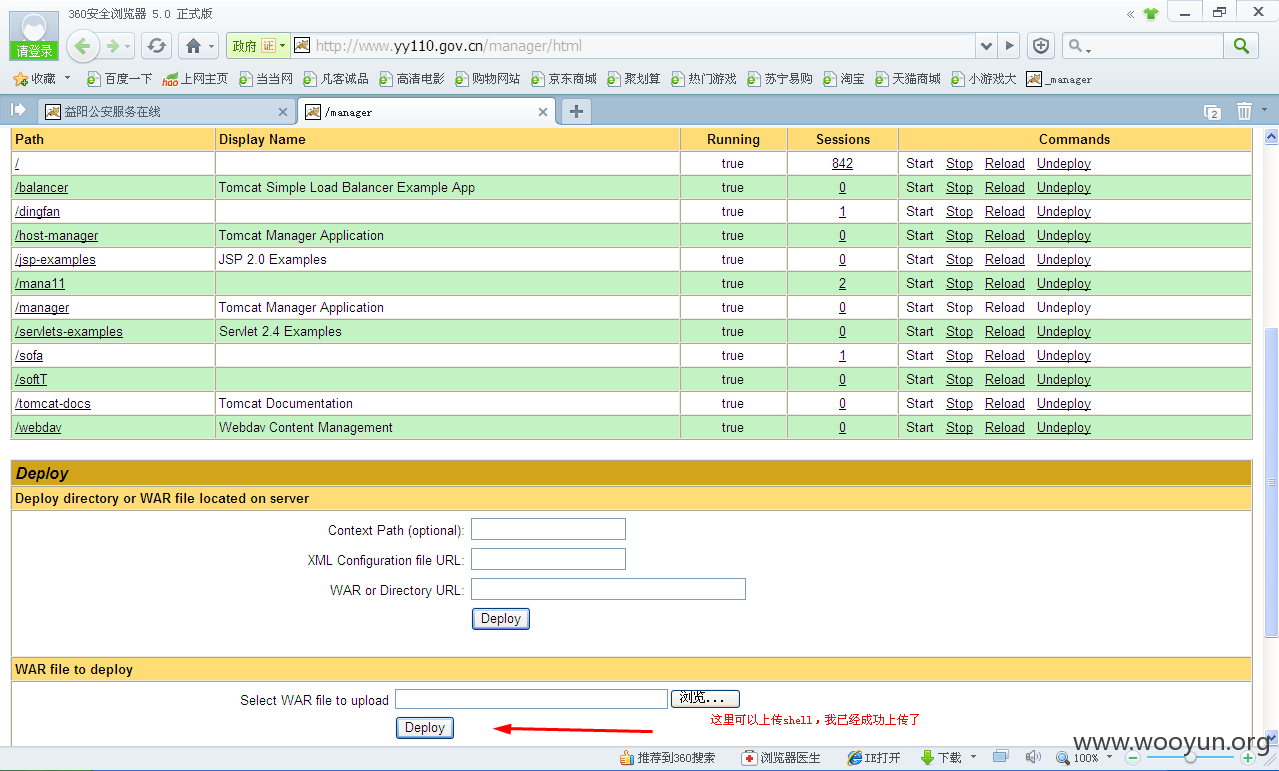 360安全浏览器 5.0 正式版
请登录
政府 证 http://www.yy110.gov.cn/manager/html
收藏 百度一下 上网主页 当当网 凡客诚品 高清电影 购物网站 京东商城 聚划算 热门游戏 苏宁易购 淘宝 天猫商城 小游戏大 _manager
益阳公安服务在线 /manager 2
Path Display Name Running Sessions Commands
/ true 842 Start Stop Reload Undeploy
/balancer Tomcat Simple Load Balancer Example App true 0 Start Stop Reload Undeploy
/dingfan true 1 Start Stop Reload Undeploy
/host-manager Tomcat Manager Application true 0 Start Stop Reload Undeploy
/jsp-examples JSP 2.0 Examples true 0 Start Stop Reload Undeploy
/mana11 true 2 Start Stop Reload Undeploy
/manager Tomcat Manager Application true 0 Start Stop Reload Undeploy
/servlets-examples Servlet 2.4 Examples true 0 Start Stop Reload Undeploy
/sofa true 1 Start Stop Reload Undeploy
/softT true 0 Start Stop Reload Undeploy
/tomcat-docs Tomcat Documentation true 0 Start Stop Reload Undeploy
/webdav Webdav Content Management true 0 Start Stop Reload Undeploy
Deploy
Deploy directory or WAR file located on server
Context Path (optional):
XML Configuration file URL:
WAR or Directory URL:
Deploy
WAR file to deploy
Select WAR file to upload 浏览...
这里可以上传shell，我已经成功上传了
Deploy
www.wooyun.org
推荐到360搜索 浏览器医生 IE打开 下载 100%